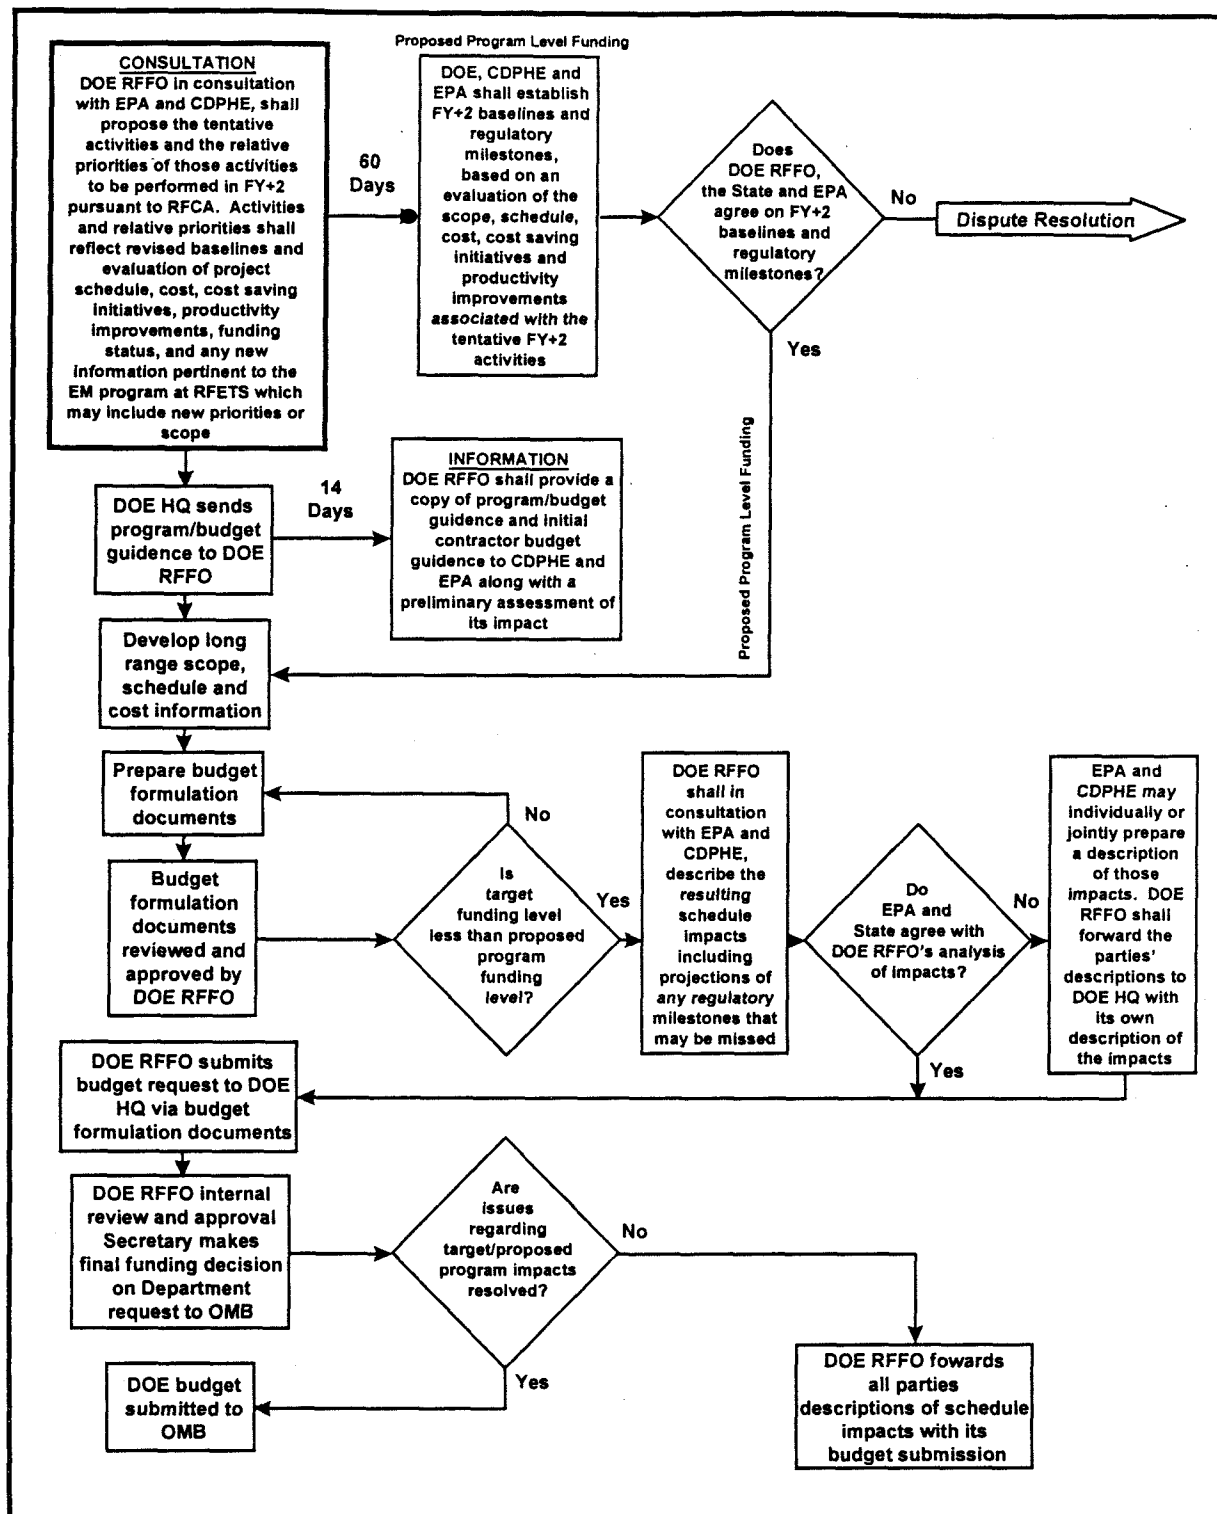 CONSULTATION
DOE RFFO in consultation
with EPA and CDPHE, shall
propose the tentative
activities and the relative
priorities of those activities
to be performed in FY+2
pursuant to RFCA. Activities
and relative priorities shall
reflect revised baselines and
evaluation of project
schedule, cost, cost saving
initiatives, productivity
improvements, funding
status, and any new
information pertinent to the
EM program at RFETS which
may include new priorities or
scope
60
Days
Proposed Program Level Funding
DOE, CDPHE and
EPA shall establish
FY+2 baselines and
regulatory
milestones,
based on an
evaluation of the
scope, schedule,
cost, cost saving
initiatives and
productivity
improvements
associated with the
tentative FY+2
activities
Does
DOE RFFO,
the State and EPA
agree on FY+2
baselines and
regulatory
milestones?
No
Dispute Resolution
Yes
Proposed Program Level Funding
DOE HQ sends
program/budget
guidence to DOE
RFFO
14
Days
INFORMATION
DOE RFFO shall provide a
copy of program/budget
guidence and initial
contractor budget
guidence to CDPHE and
EPA along with a
preliminary assessment of
its impact
Develop long
range scope,
schedule and
cost information
Prepare budget
formulation
documents
No
Budget
formulation
documents
reviewed and
approved by
DOE RFFO
Is
target
funding level
less than proposed
program
funding
level?
Yes
DOE RFFO
shall in
consultation
with EPA and
CDPHE,
describe the
resulting
schedule
impacts
including
projections of
any regulatory
milestones that
may be missed
Do
EPA and
State agree with
DOE RFFO's analysis
of impacts?
No
Yes
EPA and
CDPHE may
individually or
jointly prepare
a description
of those
impacts. DOE
RFFO shall
forward the
parties'
descriptions to
DOE HQ with
its own
description of
the impacts
DOE RFFO submits
budget request to DOE
HQ via budget
formulation documents
DOE RFFO internal
review and approval
Secretary makes
final funding decision
on Department
request to OMB
Are
issues
regarding
target/proposed
program impacts
resolved?
No
Yes
DOE budget
submitted to
OMB
DOE RFFO fowards
all parties
descriptions of schedule
impacts with its
budget submission